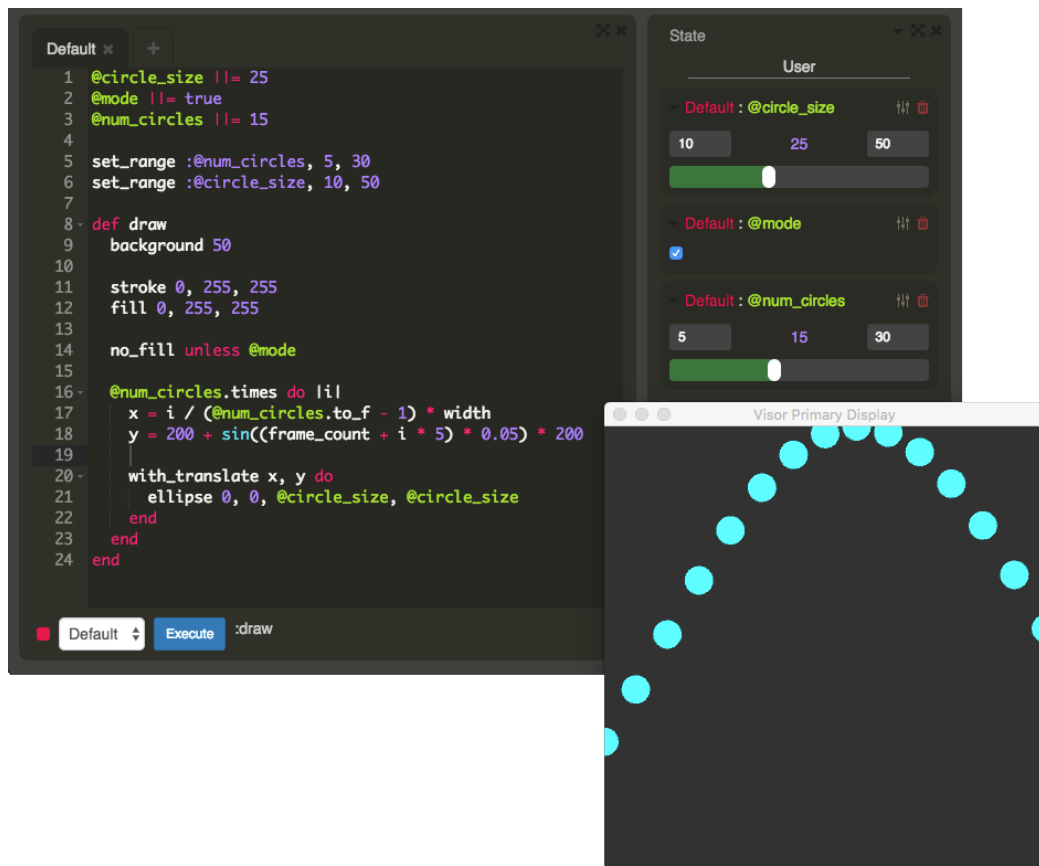 Default × +
1 @circle_size ||= 25
2 @mode ||= true
3 @num_circles ||= 15
4
5 set_range :@num_circles, 5, 30
6 set_range :@circle_size, 10, 50
7
8 def draw
9 background 50
10
11 stroke 0, 255, 255
12 fill 0, 255, 255
13
14 no_fill unless @mode
15
16 @num_circles.times do |i|
17 x = i / (@num_circles.to_f - 1) * width
18 y = 200 + sin((frame_count + i * 5) * 0.05) * 200
19
20 with_translate x, y do
21 ellipse 0, 0, @circle_size, @circle_size
22 end
23 end
24 end
Default Execute :draw
State
User
Default : @circle_size
10 25 50
Default : @mode
Default : @num_circles
5 15 30
Visor Primary Display